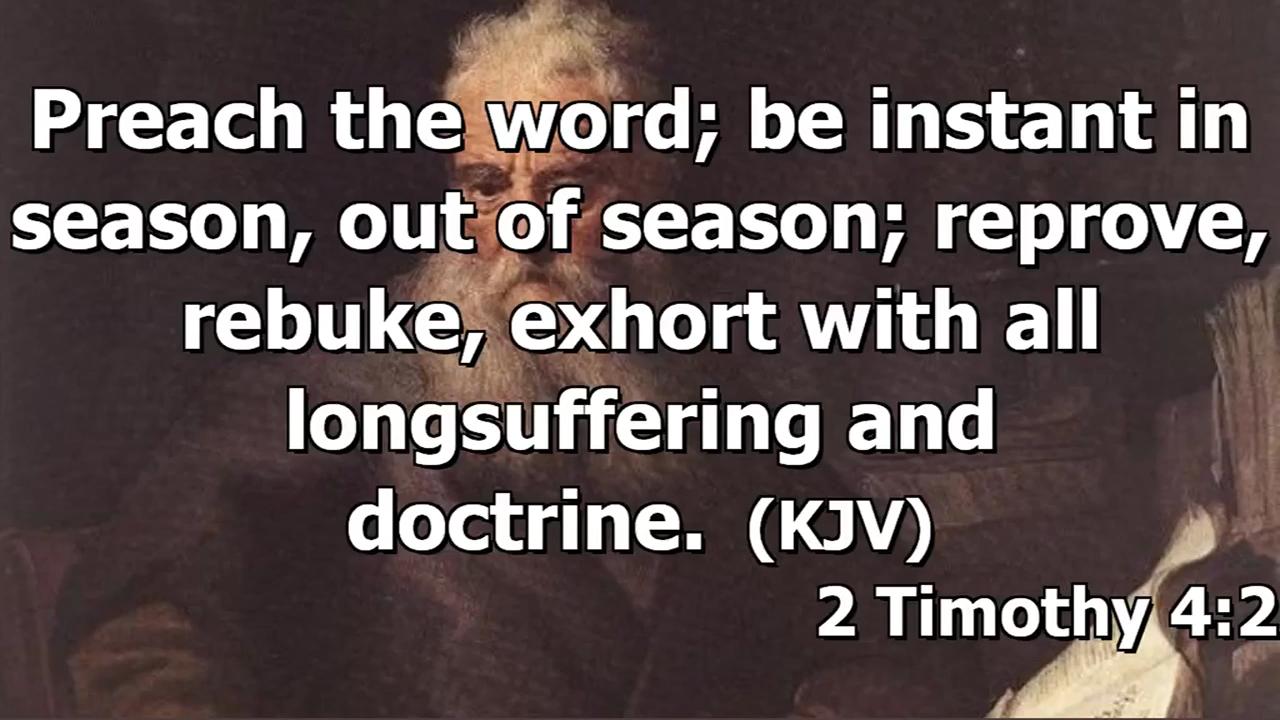 Preach the word; be instant in
season, out of season; reprove,
rebuke, exhort with all
longsuffering and
doctrine. (KJV)
2 Timothy 4:2